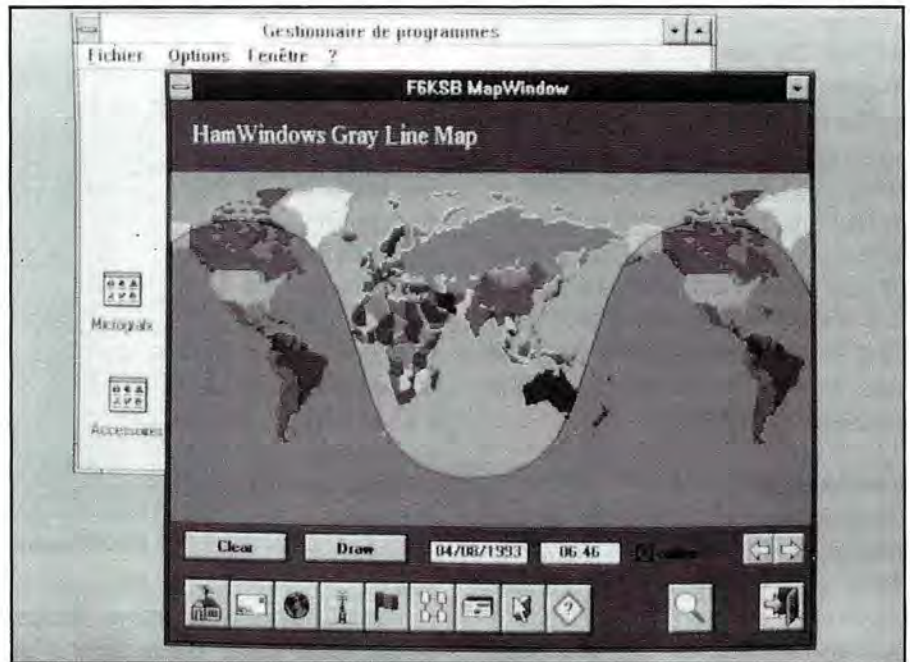 Gestionnaire de programmes
Fichier Options Fenêtre ?
F6KSB MapWindow
HamWindows Gray Line Map
Micrografx
Accessoires
Clear Draw 04/08/1993 06 46
?